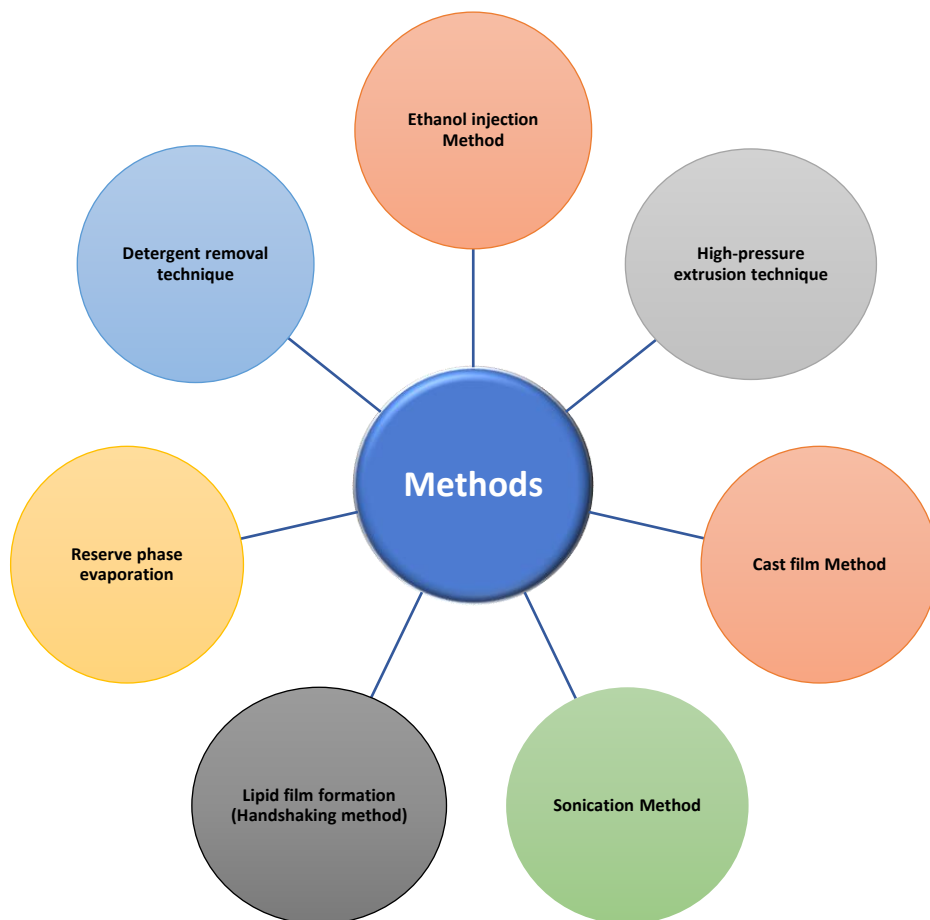 Ethanol injection
Method
High-pressure
extrusion technique
Detergent removal
technique
Methods
Cast film Method
Reserve phase
evaporation
Lipid film formation
(Handshaking method)
Sonication Method